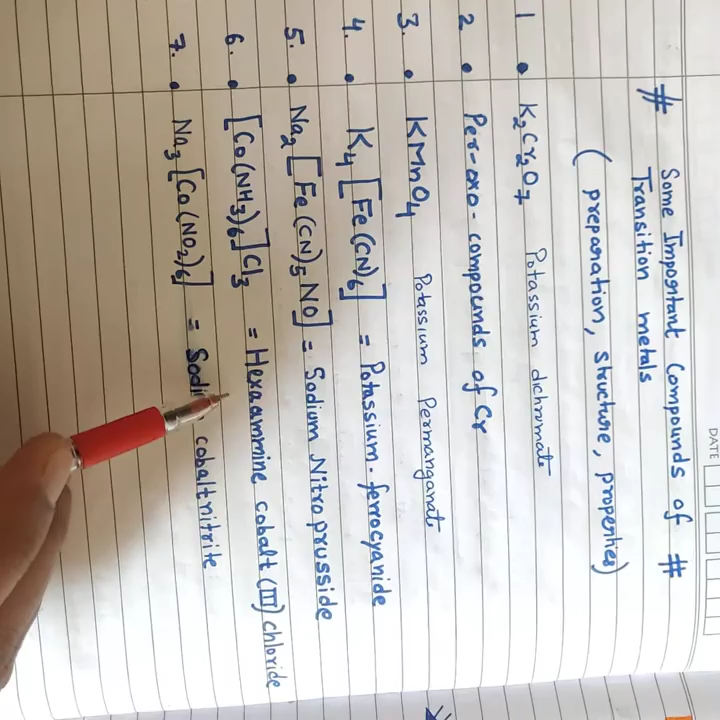 DATE
# Some Important Compounds of #
Transition metals
( preparation, structure, properties)
1 • K2Cr2O7 Potassium dichromate
2 • Per-oxo-compounds of Cr
3. • KMnO4 Potassium Permanganate
4. • K4[Fe(CN)6] = Potassium-ferrocyanide
5. • Na2[Fe(CN)5NO] = Sodium Nitroprusside
6. • [Co(NH3)6]Cl3 = Hexaammine cobalt (III) chloride
7. • Na3[Co(NO2)6] = cobaltnitrite